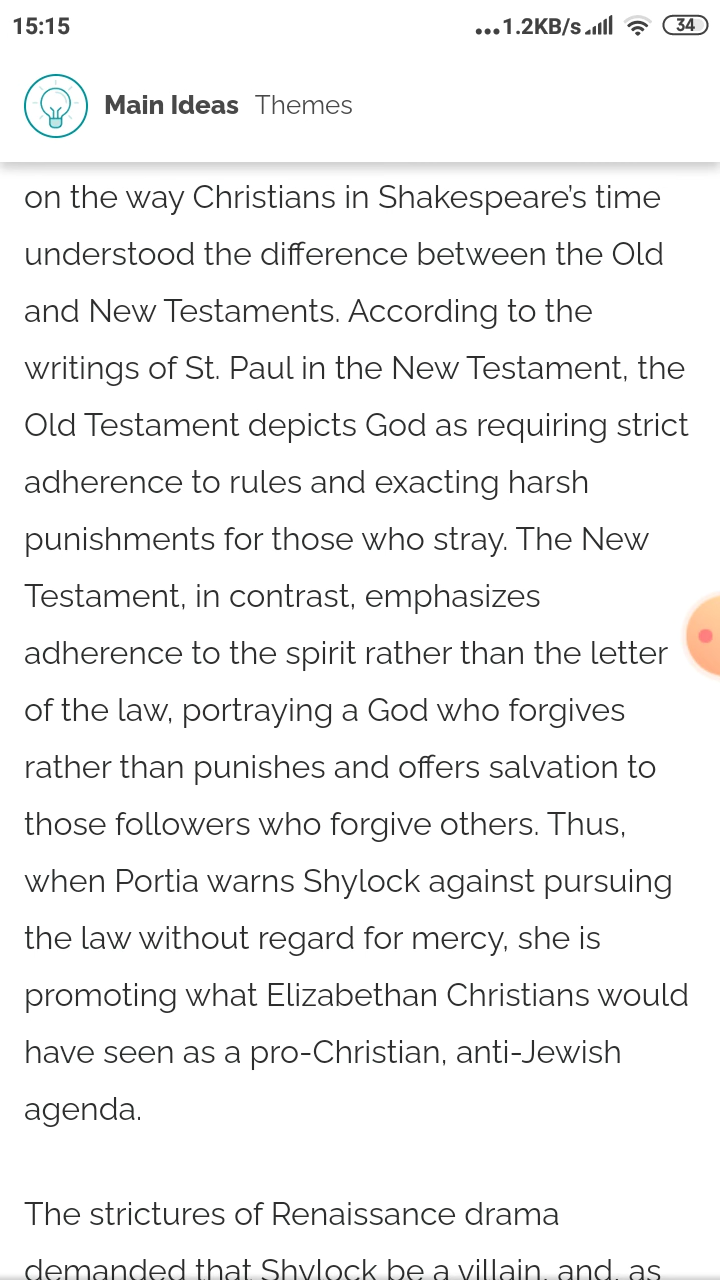 15:15
...1.2KB/s
34
Main Ideas Themes
on the way Christians in Shakespeare’s time
understood the difference between the Old
and New Testaments. According to the
writings of St. Paul in the New Testament, the
Old Testament depicts God as requiring strict
adherence to rules and exacting harsh
punishments for those who stray. The New
Testament, in contrast, emphasizes
adherence to the spirit rather than the letter
of the law, portraying a God who forgives
rather than punishes and offers salvation to
those followers who forgive others. Thus,
when Portia warns Shylock against pursuing
the law without regard for mercy, she is
promoting what Elizabethan Christians would
have seen as a pro-Christian, anti-Jewish
agenda.
The strictures of Renaissance drama
demanded that Shylock be a villain, and, as